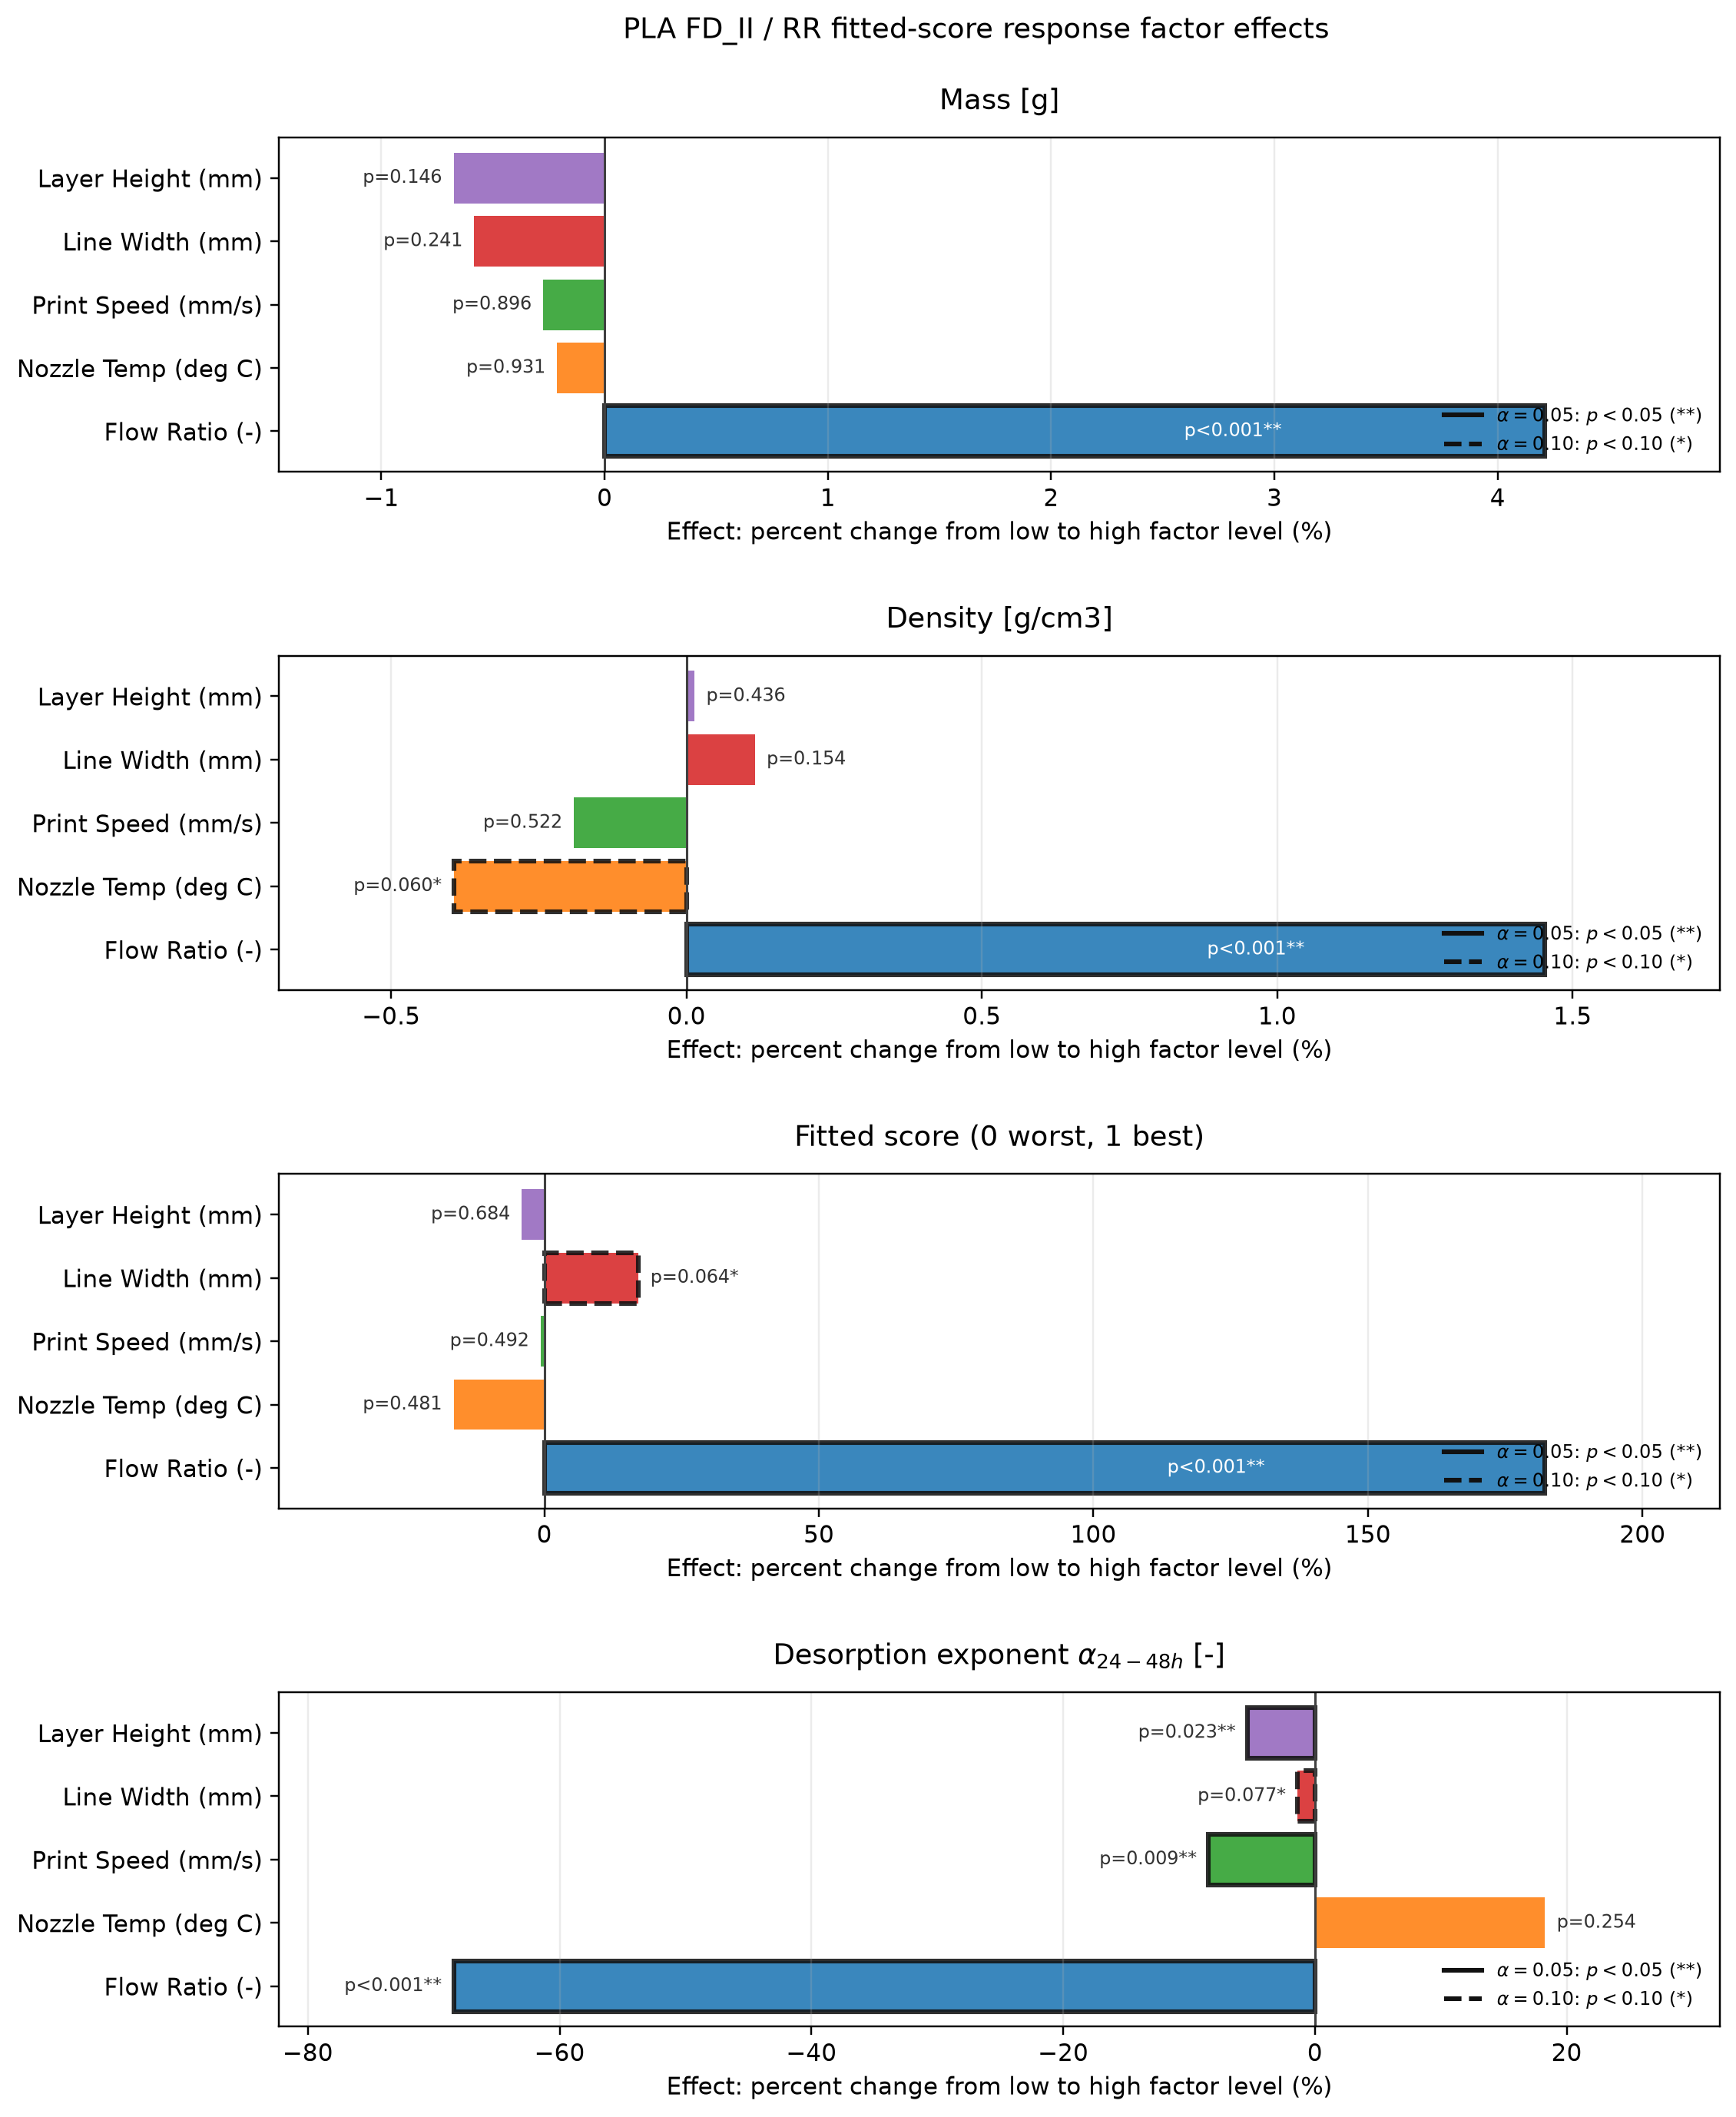 PLA FD_II / RR fitted-score response factor effects
Mass [g]
Layer Height (mm)
p=0.146
Line Width (mm)
p=0.241
Print Speed (mm/s)
p=0.896
Nozzle Temp (deg C)
p=0.931
Flow Ratio (-)
p<0.001**
α = 0.05: p < 0.05 (**)
α = 0.10: p < 0.10 (*)
−1 0 1 2 3 4
Effect: percent change from low to high factor level (%)
Density [g/cm3]
Layer Height (mm)
p=0.436
Line Width (mm)
p=0.154
Print Speed (mm/s)
p=0.522
Nozzle Temp (deg C)
p=0.060*
Flow Ratio (-)
p<0.001**
α = 0.05: p < 0.05 (**)
α = 0.10: p < 0.10 (*)
−0.5 0.0 0.5 1.0 1.5
Effect: percent change from low to high factor level (%)
Fitted score (0 worst, 1 best)
Layer Height (mm)
p=0.684
Line Width (mm)
p=0.064*
Print Speed (mm/s)
p=0.492
Nozzle Temp (deg C)
p=0.481
Flow Ratio (-)
p<0.001**
α = 0.05: p < 0.05 (**)
α = 0.10: p < 0.10 (*)
0 50 100 150 200
Effect: percent change from low to high factor level (%)
Desorption exponent α24−48h [-]
Layer Height (mm)
p=0.023**
Line Width (mm)
p=0.077*
Print Speed (mm/s)
p=0.009**
Nozzle Temp (deg C)
p=0.254
Flow Ratio (-)
p<0.001**
α = 0.05: p < 0.05 (**)
α = 0.10: p < 0.10 (*)
−80 −60 −40 −20 0 20
Effect: percent change from low to high factor level (%)